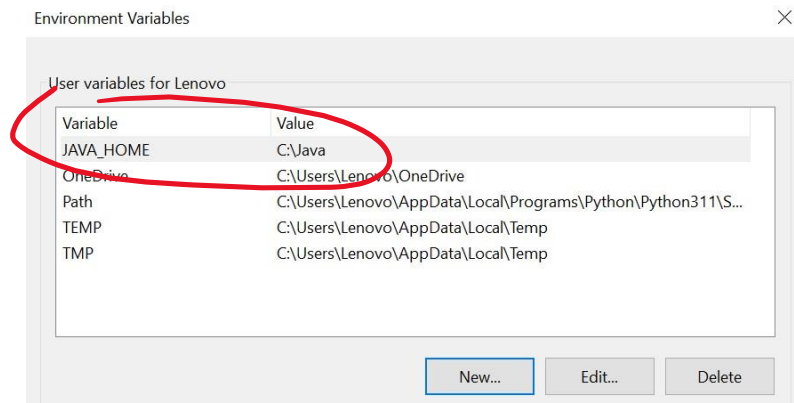 Environment Variables
User variables for Lenovo
Variable Value
JAVA_HOME C:\Java
OneDrive C:\Users\Lenovo\OneDrive
Path C:\Users\Lenovo\AppData\Local\Programs\Python\Python311\S...
TEMP C:\Users\Lenovo\AppData\Local\Temp
TMP C:\Users\Lenovo\AppData\Local\Temp
New... Edit... Delete